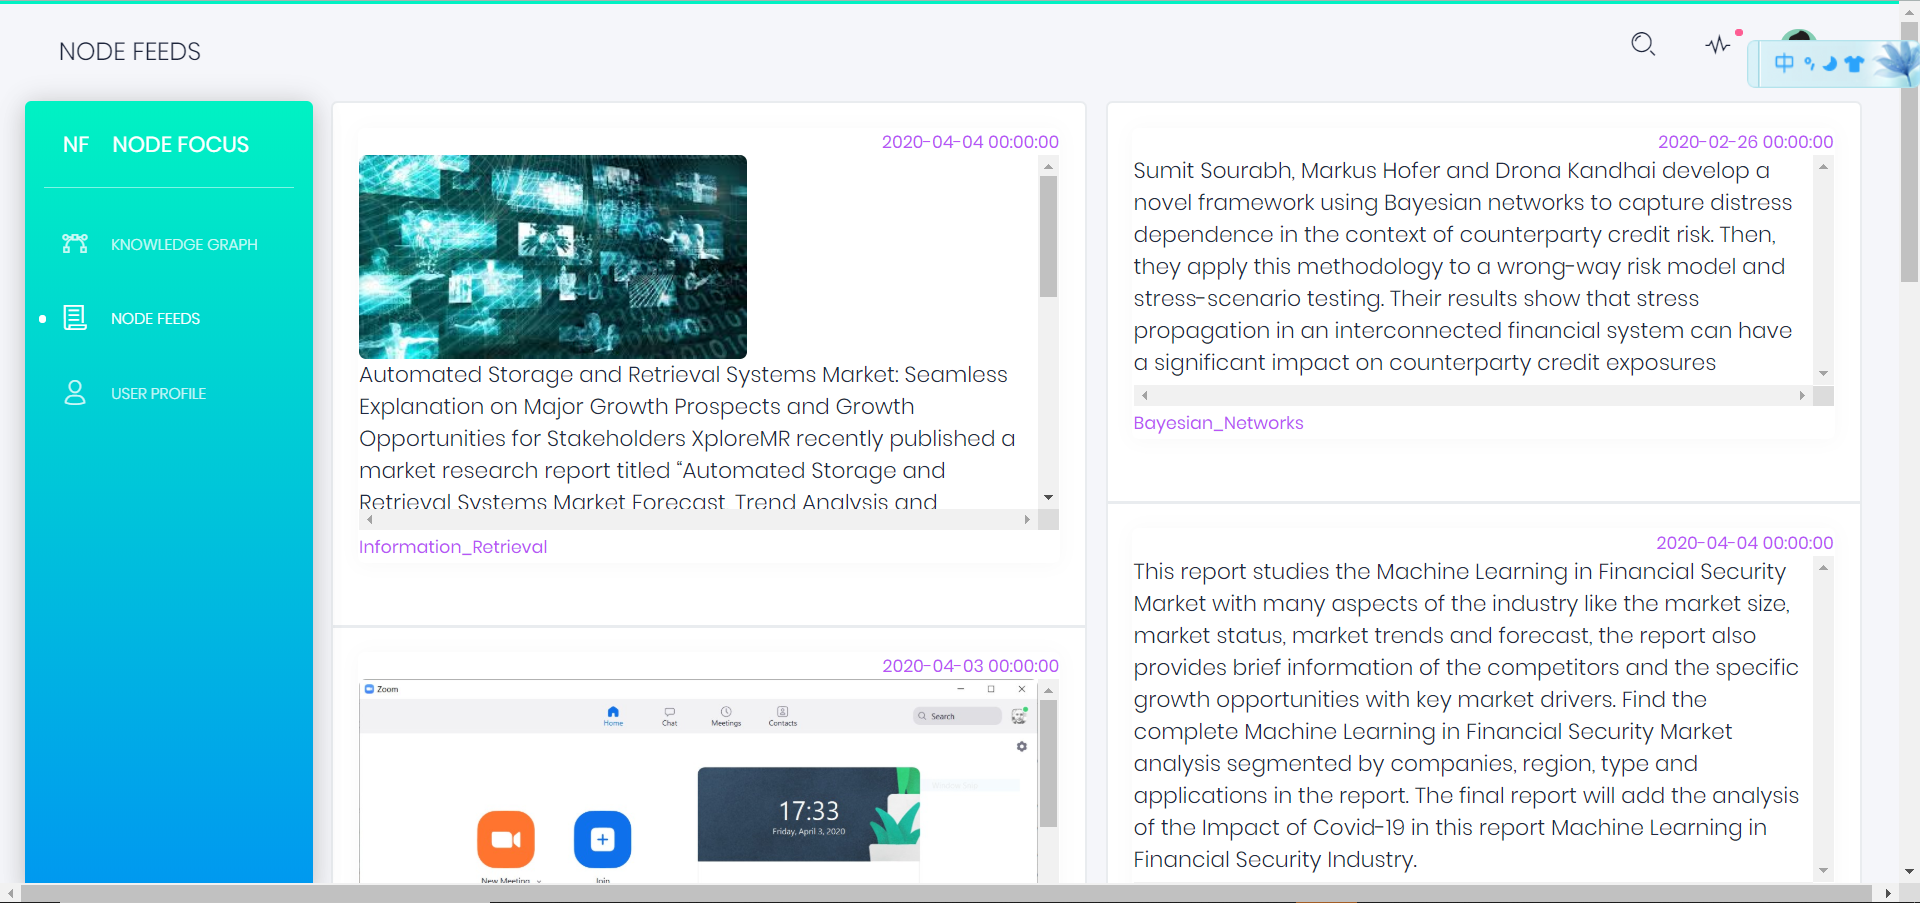 NODE FEEDS
中
NF NODE FOCUS
KNOWLEDGE GRAPH
NODE FEEDS
USER PROFILE
2020-04-04 00:00:00
Automated Storage and Retrieval Systems Market: Seamless
Explanation on Major Growth Prospects and Growth
Opportunities for Stakeholders XploreMR recently published a
market research report titled “Automated Storage and
Retrieval Systems Market Forecast, Trend Analysis and
Information_Retrieval
2020-04-03 00:00:00
Zoom
Home Chat Meetings Contacts Search
17:33
Friday, April 3, 2020
New Meeting Join
2020-02-26 00:00:00
Sumit Sourabh, Markus Hofer and Drona Kandhai develop a
novel framework using Bayesian networks to capture distress
dependence in the context of counterparty credit risk. Then,
they apply this methodology to a wrong-way risk model and
stress-scenario testing. Their results show that stress
propagation in an interconnected financial system can have
a significant impact on counterparty credit exposures
Bayesian_Networks
2020-04-04 00:00:00
This report studies the Machine Learning in Financial Security
Market with many aspects of the industry like the market size,
market status, market trends and forecast, the report also
provides brief information of the competitors and the specific
growth opportunities with key market drivers. Find the
complete Machine Learning in Financial Security Market
analysis segmented by companies, region, type and
applications in the report. The final report will add the analysis
of the Impact of Covid-19 in this report Machine Learning in
Financial Security Industry.